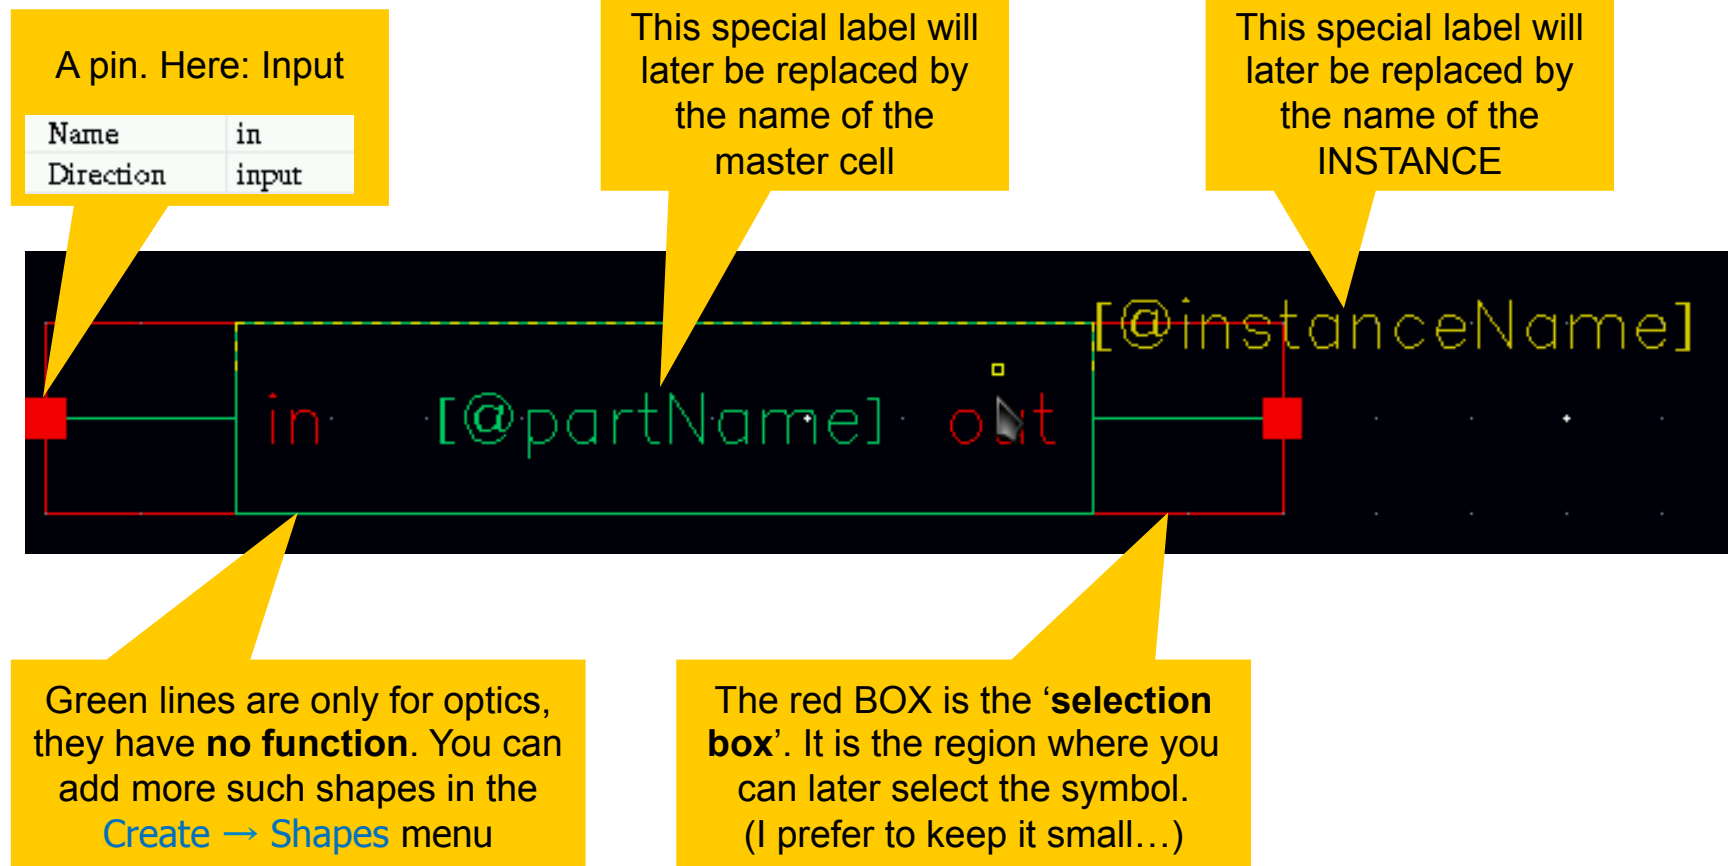 A pin. Here: Input
Name in
Direction input
This special label will
later be replaced by
the name of the
master cell
This special label will
later be replaced by
the name of the
INSTANCE
[@instanceName]
in [@partName] out
Green lines are only for optics,
they have no function. You can
add more such shapes in the
Create → Shapes menu
The red BOX is the ‘selection
box’. It is the region where you
can later select the symbol.
(I prefer to keep it small…)